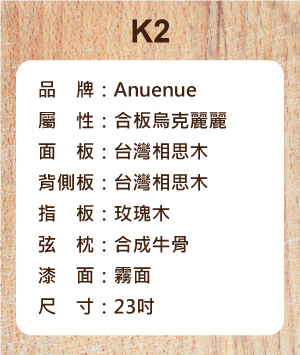 K2
品　牌：Anuenue
屬　性：合板烏克麗麗
面　板：台灣相思木
背側板：台灣相思木
指　板：玫瑰木
弦　枕：合成牛骨
漆　面：霧面
尺　寸：23吋